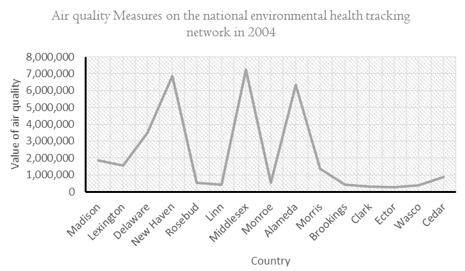 Air quality Measures on the national environmental health tracking
network in 2004
Value of air quality
8,000,000
7,000,000
6,000,000
5,000,000
4,000,000
3,000,000
2,000,000
1,000,000
0
Madison
Lexington
Delaware
New Haven
Rosebud
Linn
Middlesex
Monroe
Alameda
Morris
Brookings
Clark
Ector
Wasco
Cedar
Country